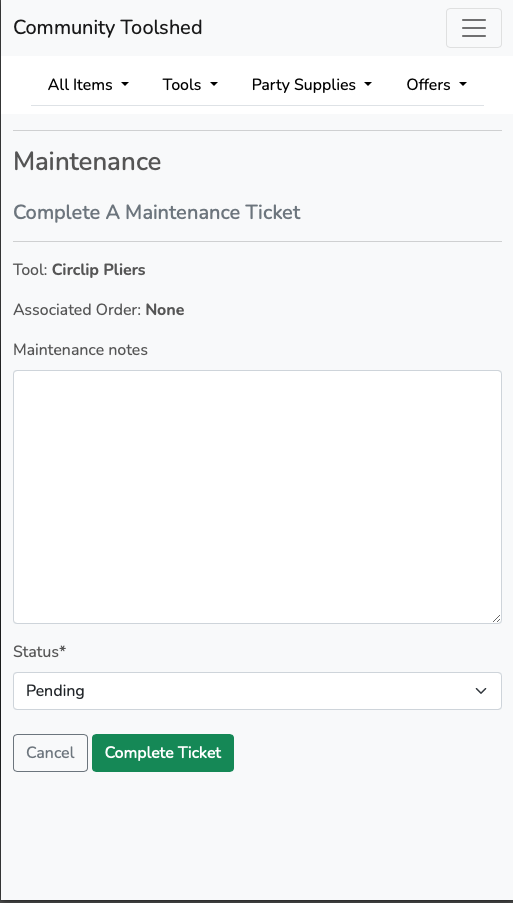 Community Toolshed
All Items Tools Party Supplies Offers
Maintenance
Complete A Maintenance Ticket
Tool: Circlip Pliers
Associated Order: None
Maintenance notes
Status*
Pending
Cancel Complete Ticket